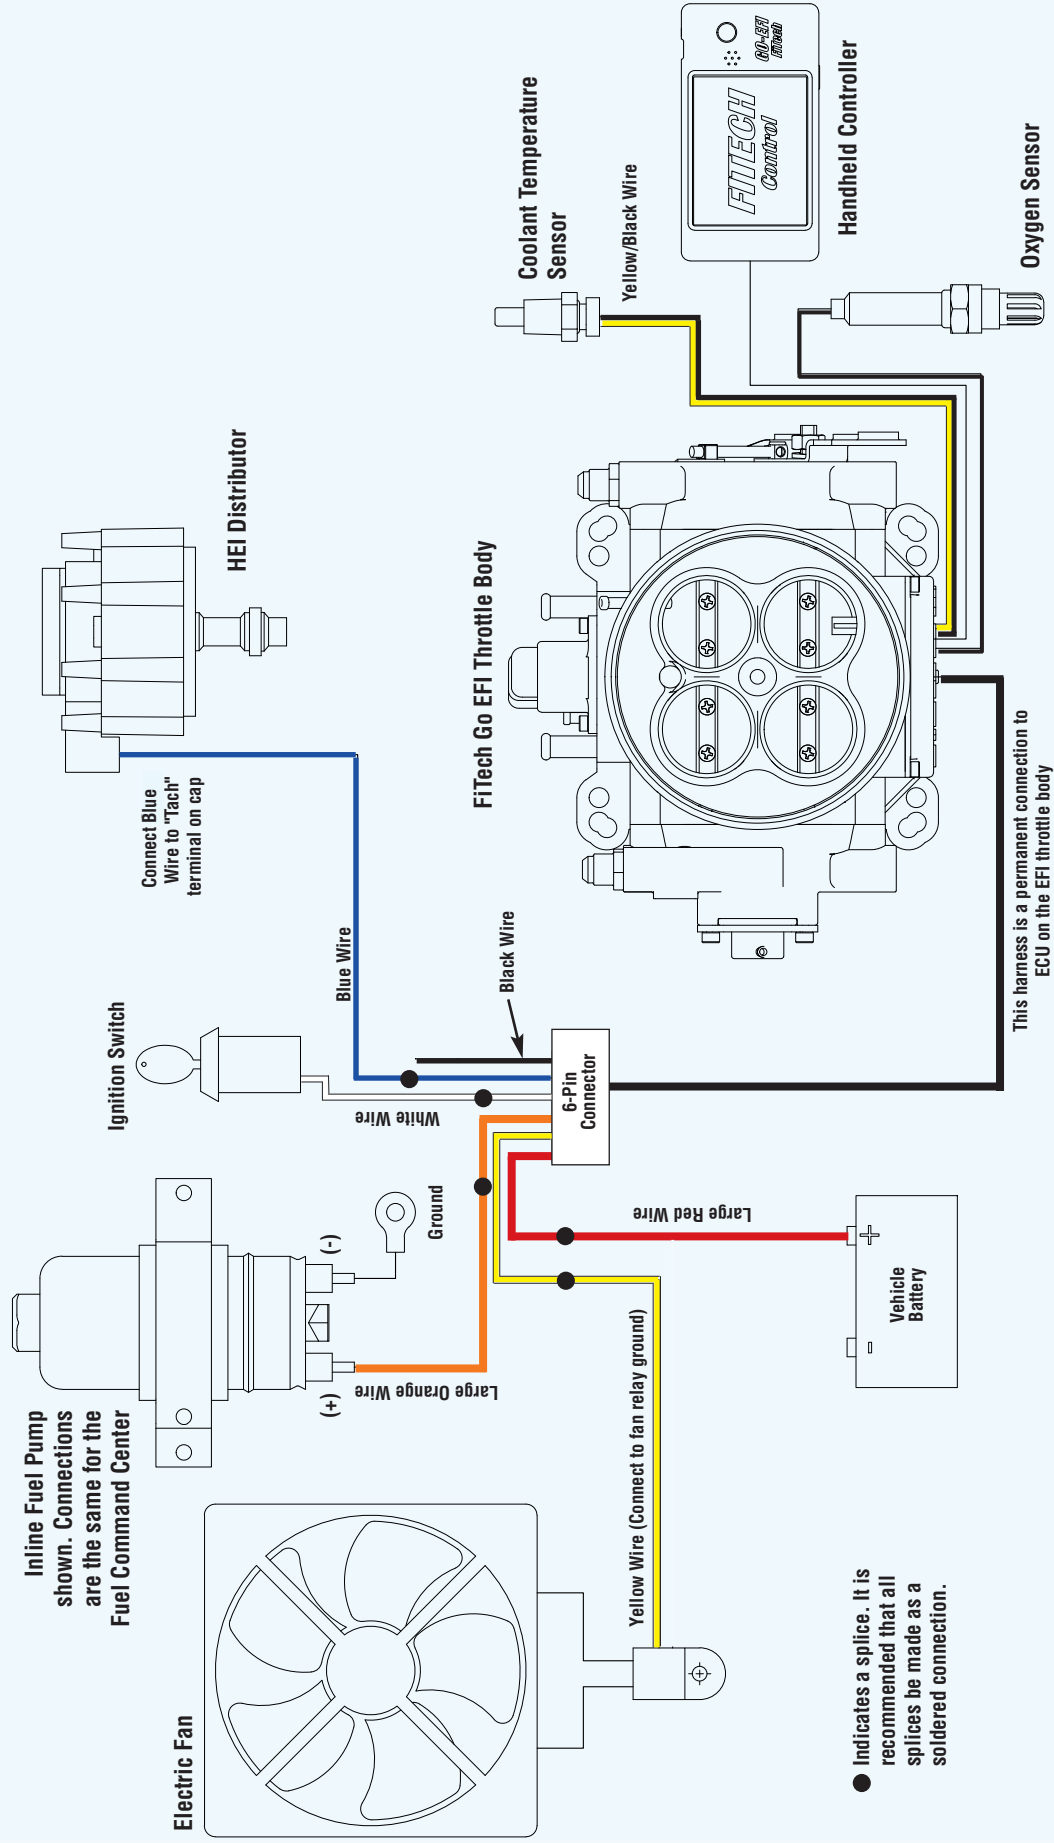 Inline Fuel Pump
shown. Connections
are the same for the
Fuel Command Center
Electric Fan
(+)
(-)
Ground
Large Orange Wire
Ignition Switch
White Wire
Connect Blue
Wire to "Tach"
terminal on cap
HEI Distributor
Blue Wire
Black Wire
6-Pin
Connector
Large Red Wire
Yellow Wire (Connect to fan relay ground)
Vehicle
Battery
+
-
FiTech Go EFI Throttle Body
Coolant Temperature
Sensor
Yellow/Black Wire
FITECH
Control
GO-EFI
FiTech
Handheld Controller
Oxygen Sensor
This harness is a permanent connection to
ECU on the EFI throttle body
Indicates a splice. It is
recommended that all
splices be made as a
soldered connection.